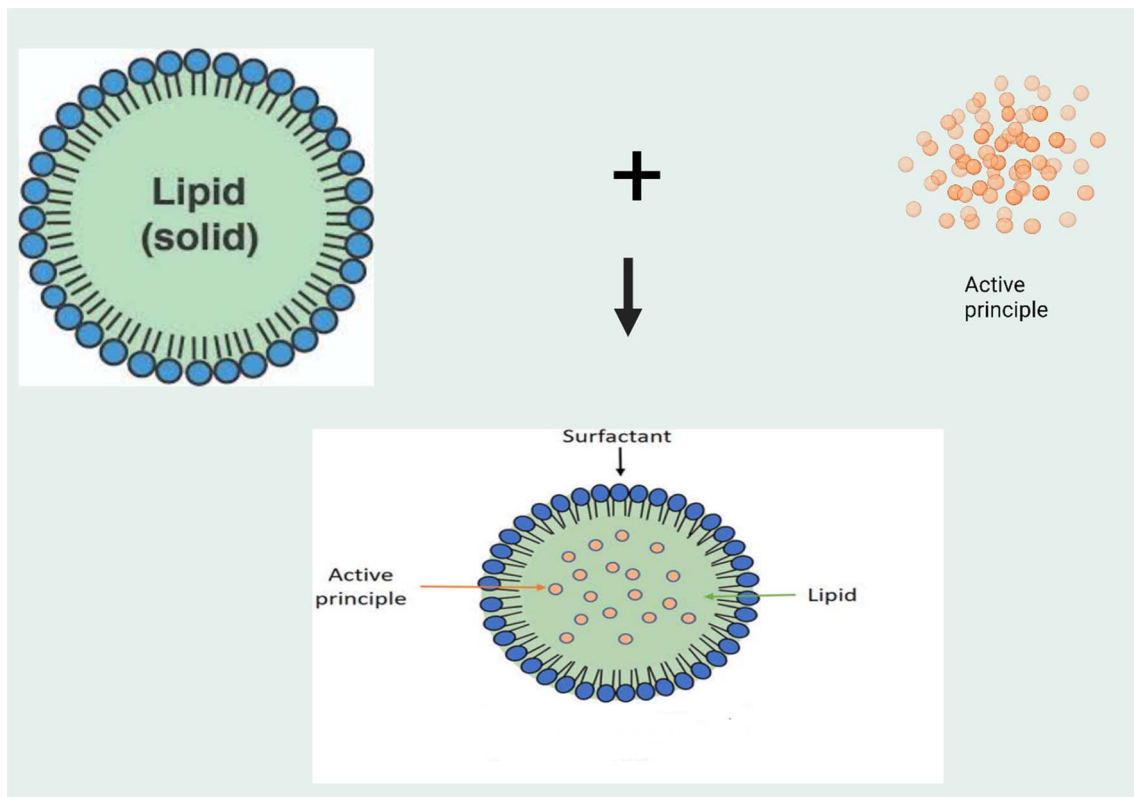 Lipid
(solid)
+
Active
principle
Surfactant
Active
principle
Lipid